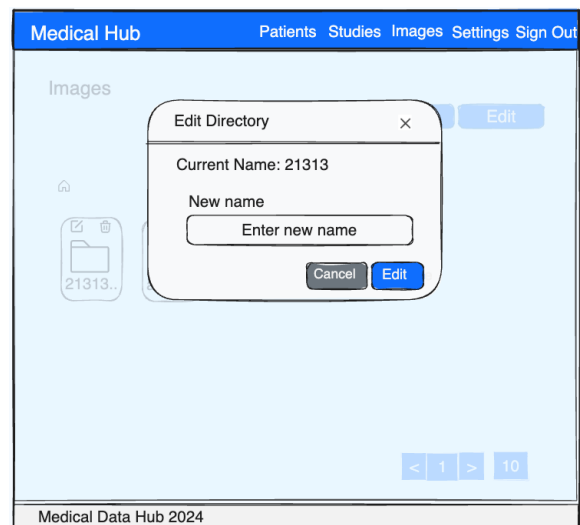 Medical Hub Patients Studies Images Settings Sign Out
Images
Edit
Edit Directory
Current Name: 21313
New name
Enter new name
Cancel Edit
21313..
< 1 > 10
Medical Data Hub 2024